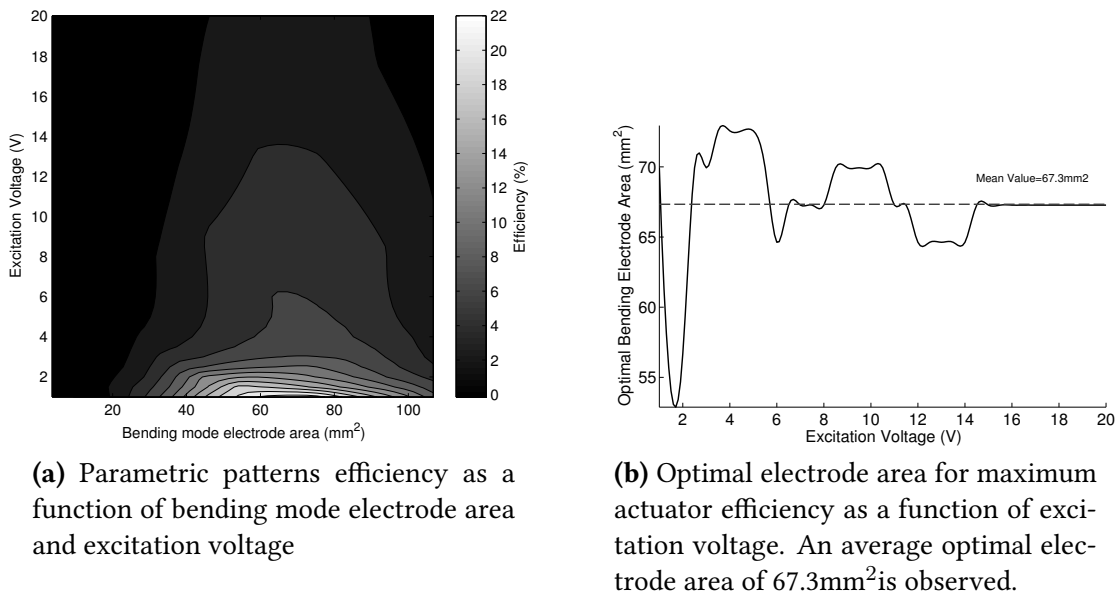 20
18
16
14
12
10
8
6
4
2
Excitation Voltage (V)
20 40 60 80 100
Bending mode electrode area (mm²)
22
20
18
16
14
12
10
8
6
4
2
0
Efficiency (%)
(a) Parametric patterns efficiency as a
function of bending mode electrode area
and excitation voltage
70
65
60
55
Optimal Bending Electrode Area (mm²)
Mean Value=67.3mm2
2 4 6 8 10 12 14 16 18 20
Excitation Voltage (V)
(b) Optimal electrode area for maximum
actuator efficiency as a function of exci-
tation voltage. An average optimal elec-
trode area of 67.3mm²is observed.